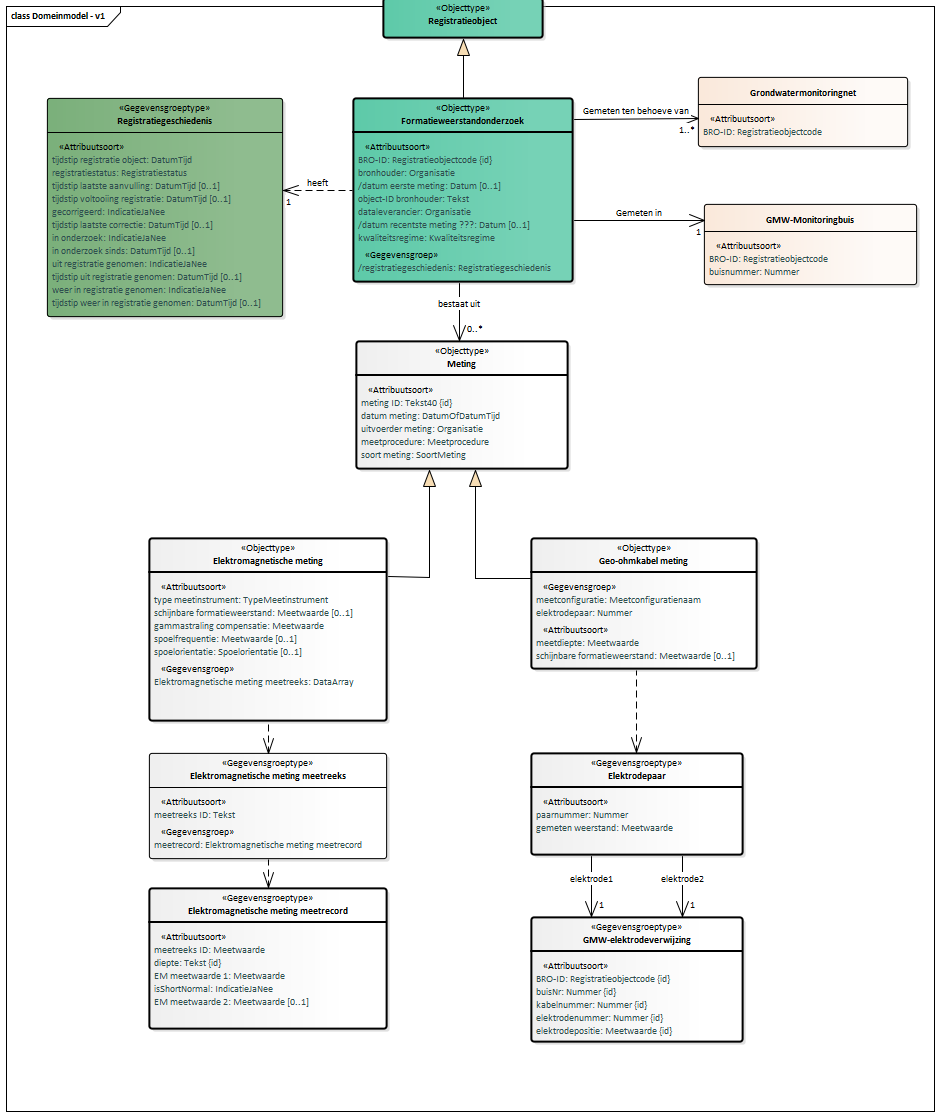 class Domeinmodel - v1
«Objecttype»
Registratieobject
«Gegevensgroeptype»
Registratiegeschiedenis
«Attribuutsoort»
tijdstip registratie object: DatumTijd
registratiestatus: Registratiestatus
tijdstip laatste aanvulling: DatumTijd [0..1]
tijdstip voltooiing registratie: DatumTijd [0..1]
gecorrigeerd: IndicatieJaNee
tijdstip laatste correctie: DatumTijd [0..1]
in onderzoek: IndicatieJaNee
in onderzoek sinds: DatumTijd [0..1]
uit registratie genomen: IndicatieJaNee
tijdstip uit registratie genomen: DatumTijd [0..1]
weer in registratie genomen: IndicatieJaNee
tijdstip weer in registratie genomen: DatumTijd [0..1]
heeft
1
«Objecttype»
Formatieweerstandonderzoek
«Attribuutsoort»
BRO-ID: Registratieobjectcode {id}
bronhouder: Organisatie
/datum eerste meting: Datum [0..1]
object-ID bronhouder: Tekst
dataleverancier: Organisatie
/datum recentste meting ???: Datum [0..1]
kwaliteitsregime: Kwaliteitsregime
«Gegevensgroep»
/registratiegeschiedenis: Registratiegeschiedenis
Gemeten ten behoeve van
1..*
Grondwatermonitoringnet
«Attribuutsoort»
BRO-ID: Registratieobjectcode
Gemeten in
1
GMW-Monitoringbuis
«Attribuutsoort»
BRO-ID: Registratieobjectcode
buisnummer: Nummer
bestaat uit
0..*
«Objecttype»
Meting
«Attribuutsoort»
meting ID: Tekst40 {id}
datum meting: DatumOfDatumTijd
uitvoerder meting: Organisatie
meetprocedure: Meetprocedure
soort meting: SoortMeting
«Objecttype»
Elektromagnetische meting
«Attribuutsoort»
type meetinstrument: TypeMeetinstrument
schijnbare formatieweerstand: Meetwaarde [0..1]
gammastraling compensatie: Meetwaarde
spoelfrequentie: Meetwaarde [0..1]
spoelorientatie: Spoelorientatie [0..1]
«Gegevensgroep»
Elektromagnetische meting meetreeks: DataArray
«Objecttype»
Geo-ohmkabel meting
«Gegevensgroep»
meetconfiguratie: Meetconfiguratienaam
elektrodepaar: Nummer
«Attribuutsoort»
meetdiepte: Meetwaarde
schijnbare formatieweerstand: Meetwaarde [0..1]
«Gegevensgroeptype»
Elektromagnetische meting meetreeks
«Attribuutsoort»
meetreeks ID: Tekst
«Gegevensgroep»
meetrecord: Elektromagnetische meting meetrecord
«Gegevensgroeptype»
Elektrodepaar
«Attribuutsoort»
paarnummer: Nummer
gemeten weerstand: Meetwaarde
elektrode1
1
elektrode2
1
«Gegevensgroeptype»
Elektromagnetische meting meetrecord
«Attribuutsoort»
meetreeks ID: Meetwaarde
diepte: Tekst {id}
EM meetwaarde 1: Meetwaarde
isShortNormal: IndicatieJaNee
EM meetwaarde 2: Meetwaarde [0..1]
«Gegevensgroeptype»
GMW-elektrodeverwijzing
«Attribuutsoort»
BRO-ID: Registratieobjectcode {id}
buisNr: Nummer {id}
kabelnummer: Nummer {id}
elektrodenummer: Nummer {id}
elektrodepositie: Meetwaarde {id}